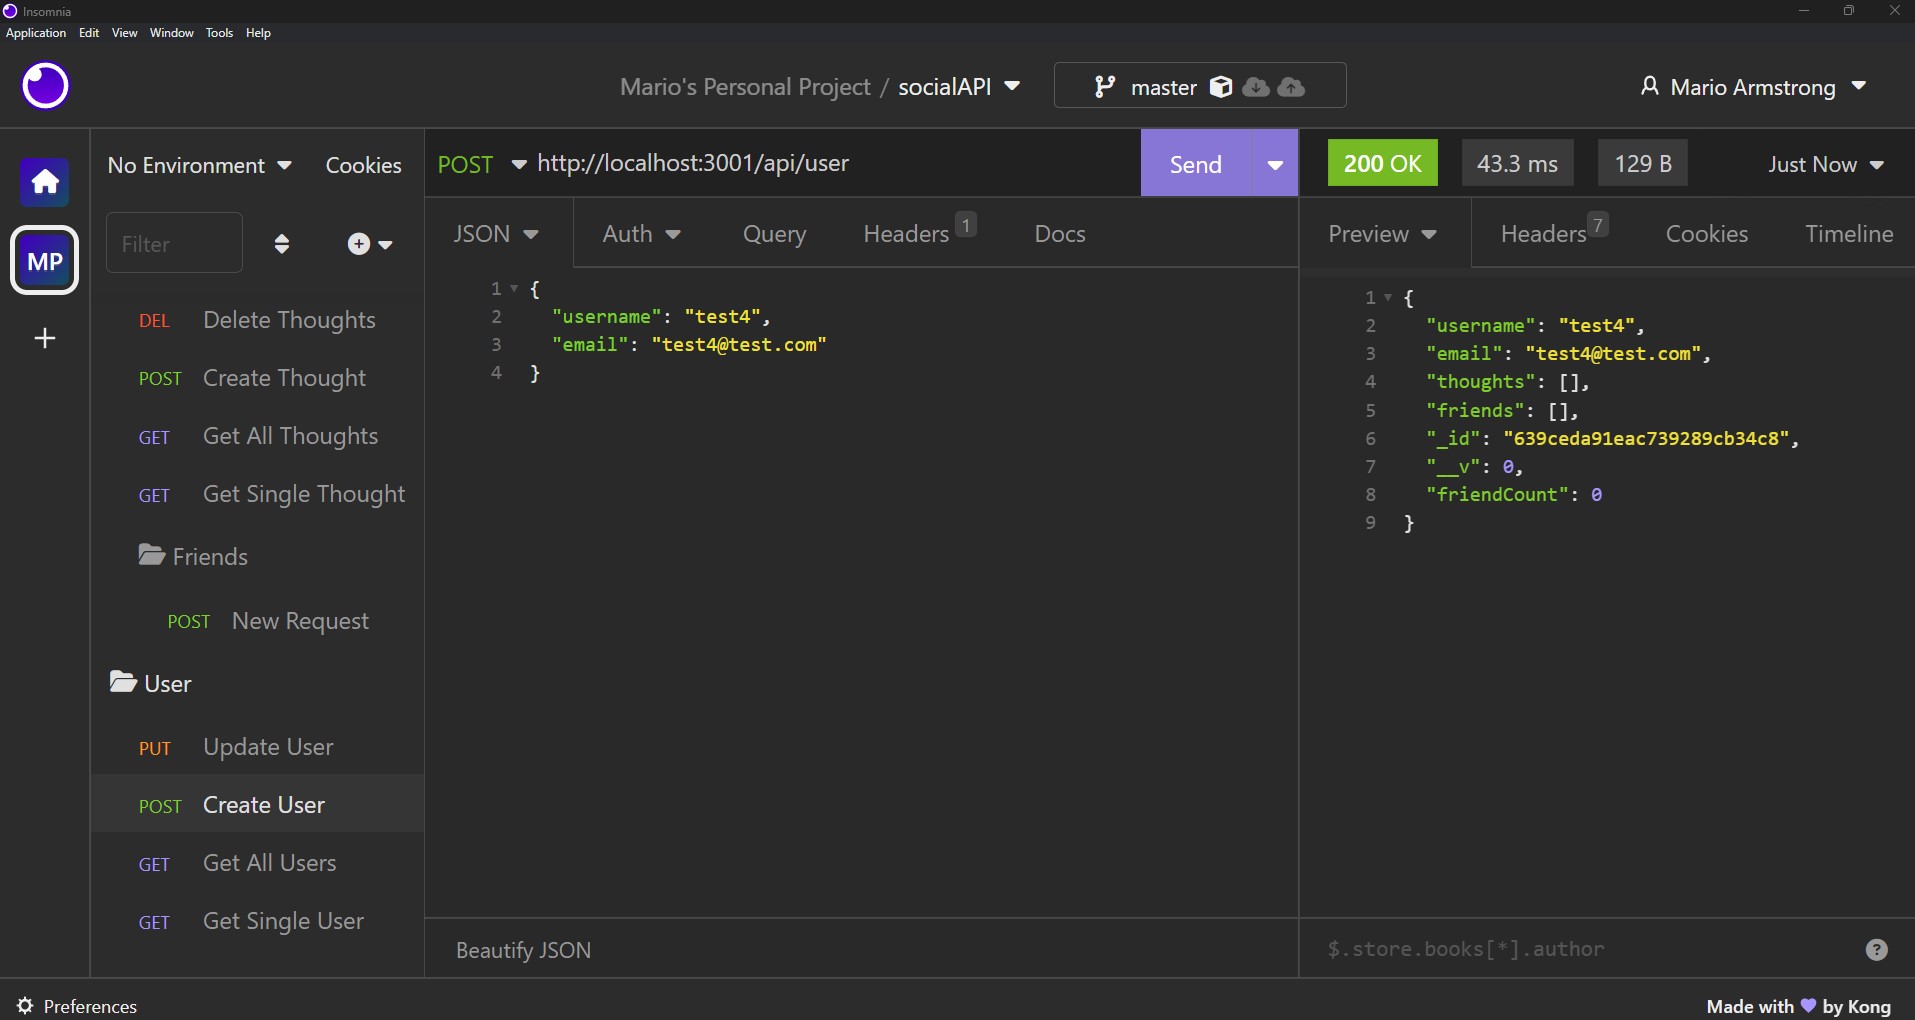 Insomnia
Application Edit View Window Tools Help
Mario's Personal Project / socialAPI
master
Mario Armstrong
MP
No Environment Cookies
Filter
DEL Delete Thoughts
POST Create Thought
GET Get All Thoughts
GET Get Single Thought
Friends
POST New Request
User
PUT Update User
POST Create User
GET Get All Users
GET Get Single User
POST http://localhost:3001/api/user Send
JSON Auth Query Headers 1 Docs
1 {
2 "username": "test4",
3 "email": "test4@test.com"
4 }
Beautify JSON
200 OK 43.3 ms 129 B Just Now
Preview Headers 7 Cookies Timeline
1 {
2 "username": "test4",
3 "email": "test4@test.com",
4 "thoughts": [],
5 "friends": [],
6 "_id": "639ceda91eac739289cb34c8",
7 "__v": 0,
8 "friendCount": 0
9 }
$.store.books[*].author ?
Preferences
Made with 💜 by Kong